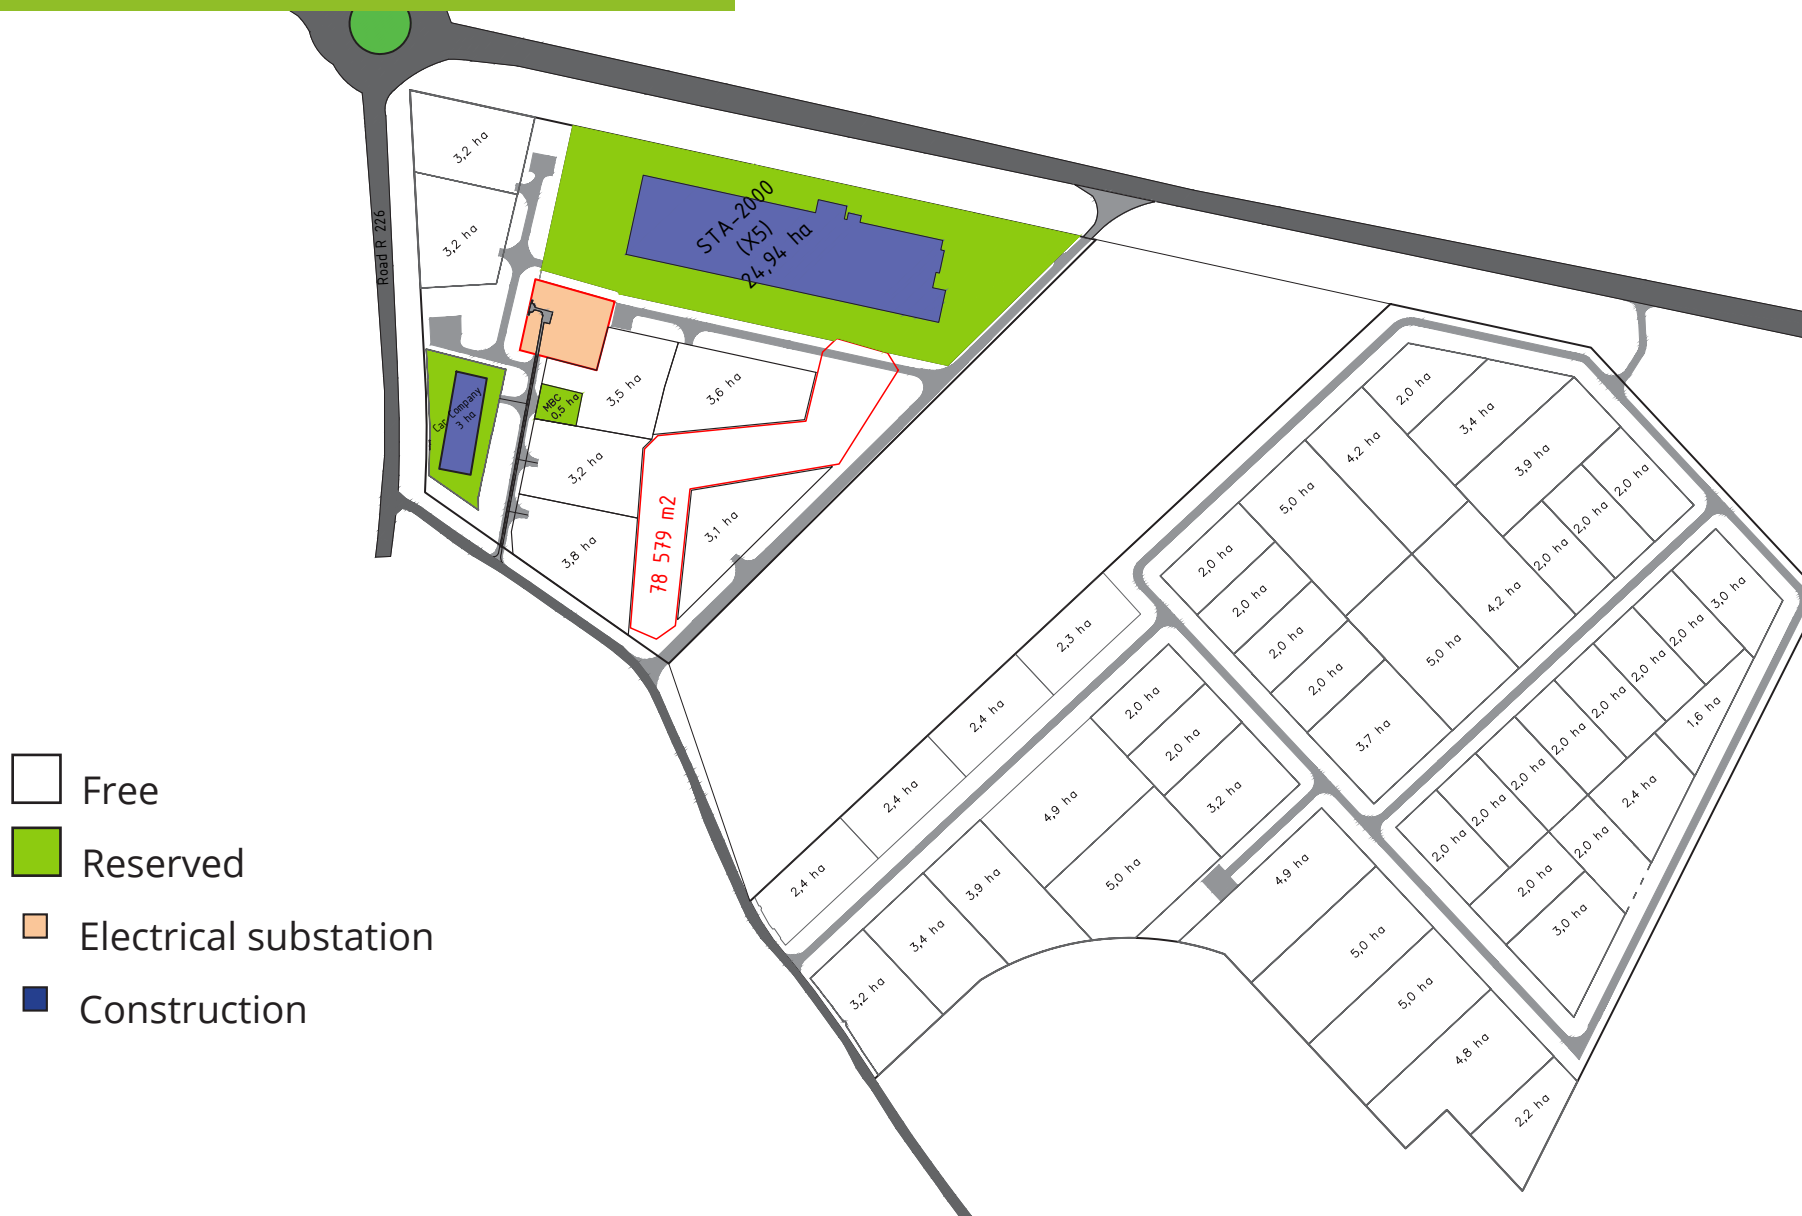 Road R 226
3,2 ha
3,2 ha
STA-2000
(X5)
24,94 ha
Car Company
3 ha
MBC
0,5 ha
3,5 ha
3,6 ha
3,2 ha
3,8 ha
78 579 m2
3,1 ha
2,0 ha
3,4 ha
4,2 ha
3,9 ha
5,0 ha
2,0 ha
2,0 ha
2,0 ha
2,0 ha
2,0 ha
2,0 ha
2,0 ha
4,2 ha
5,0 ha
3,7 ha
2,3 ha
2,4 ha
2,4 ha
2,4 ha
2,0 ha
2,0 ha
3,2 ha
4,9 ha
5,0 ha
3,9 ha
3,4 ha
3,2 ha
3,0 ha
2,0 ha
2,0 ha
2,0 ha
2,0 ha
2,0 ha
2,0 ha
2,0 ha
1,6 ha
2,4 ha
2,0 ha
2,0 ha
3,0 ha
4,9 ha
5,0 ha
5,0 ha
4,8 ha
2,2 ha
Free
Reserved
Electrical substation
Construction